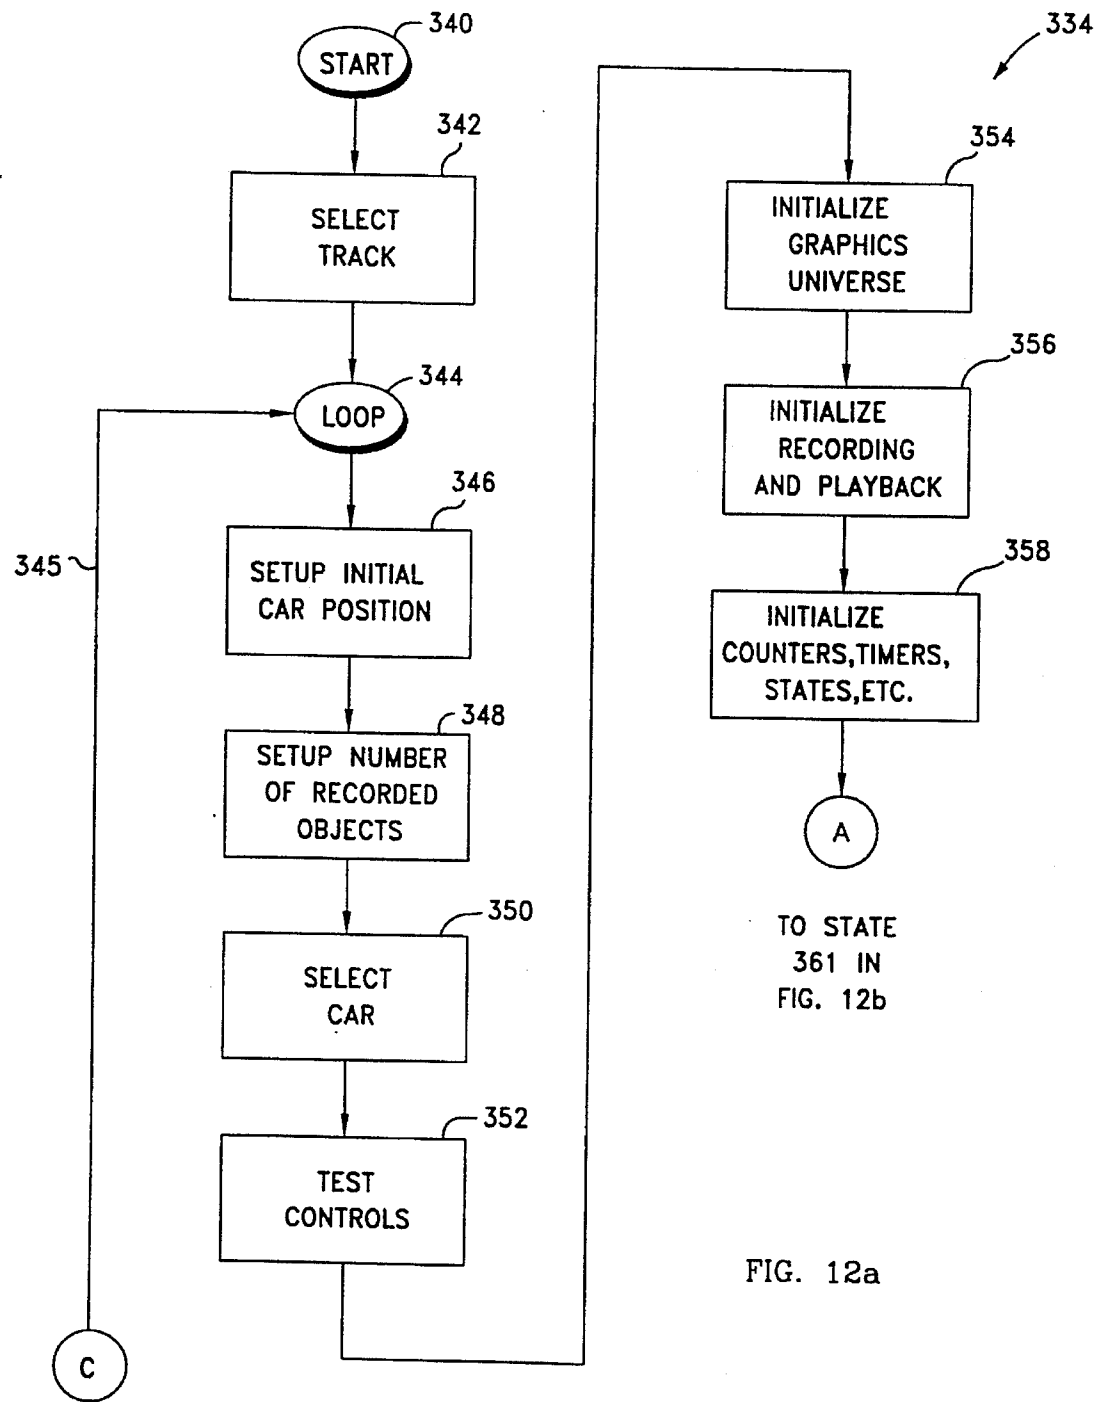 340
START
342
SELECT
TRACK
344
LOOP
345
346
SETUP INITIAL
CAR POSITION
348
SETUP NUMBER
OF RECORDED
OBJECTS
350
SELECT
CAR
352
TEST
CONTROLS
C
334
354
INITIALIZE
GRAPHICS
UNIVERSE
356
INITIALIZE
RECORDING
AND PLAYBACK
358
INITIALIZE
COUNTERS,TIMERS,
STATES,ETC.
A
TO STATE
361 IN
FIG. 12b
FIG. 12a